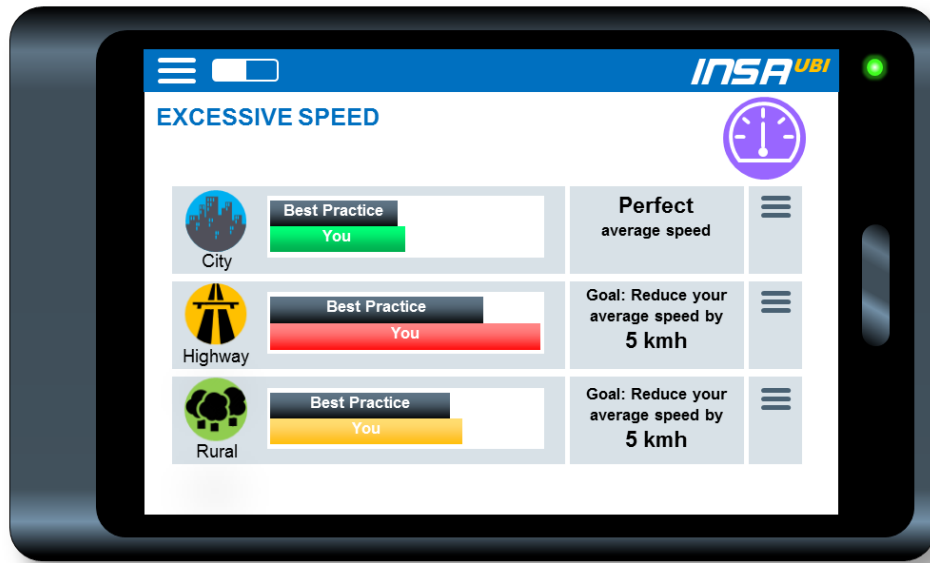 INSA UBI
EXCESSIVE SPEED
Best Practice
You
City
Perfect
average speed
Best Practice
You
Highway
Goal: Reduce your
average speed by
5 kmh
Best Practice
You
Rural
Goal: Reduce your
average speed by
5 kmh